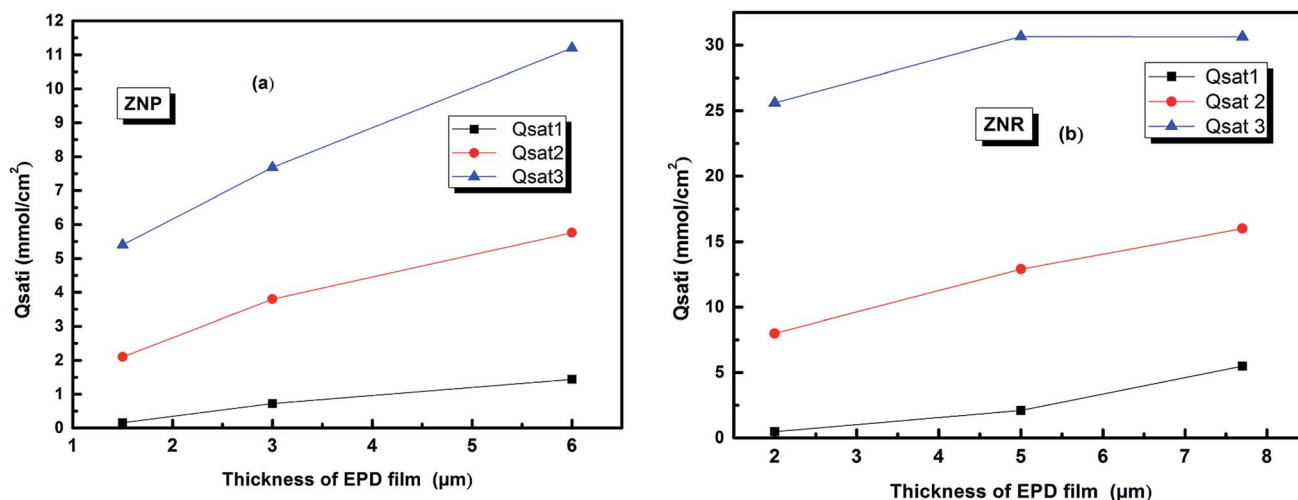 12
11
10
9
8
7
6
5
4
3
2
1
0
Qsati (mmol/cm²)
ZNP
(a)
Qsat1
Qsat2
Qsat3
1 2 3 4 5 6
Thickness of EPD film (μm)
30
25
20
15
10
5
0
Qsati (mmol/cm²)
Qsat1
Qsat 2
Qsat 3
ZNR
(b)
2 3 4 5 6 7 8
Thickness of EPD film (μm)